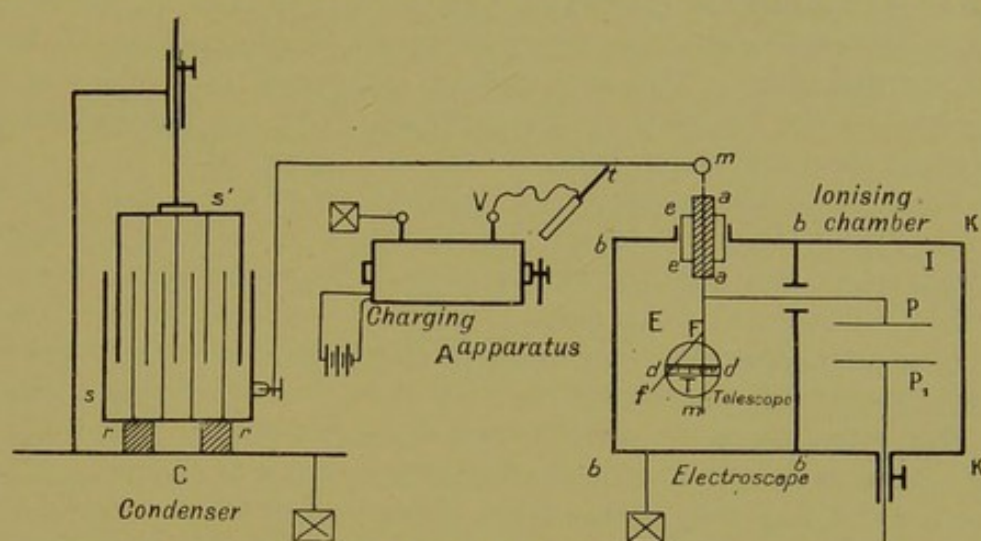 s'
s
r
r
C
Condenser
V
t
Charging
A apparatus
m
a
e
e
a
b
b
Ionising
chamber
K
I
E
F
P
d
d
T
f
m
Telescope
P₁
b
Electroscope
b
K